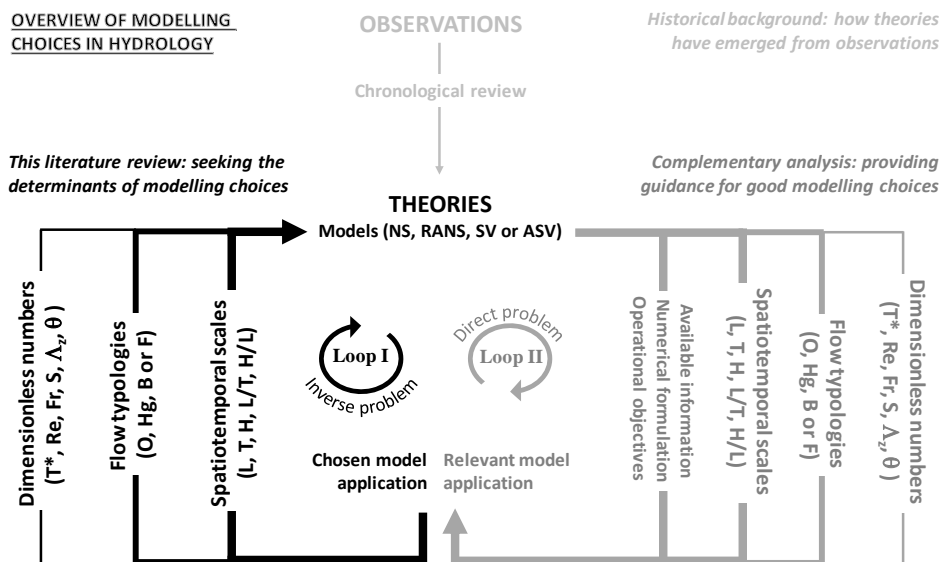 OVERVIEW OF MODELLING
CHOICES IN HYDROLOGY
OBSERVATIONS
Historical background: how theories
have emerged from observations
Chronological review
This literature review: seeking the
determinants of modelling choices
Complementary analysis: providing
guidance for good modelling choices
THEORIES
Models (NS, RANS, SV or ASV)
Dimensionless numbers
(T*, Re, Fr, S, Λz, θ)
Flow typologies
(O, Hg, B or F)
Spatiotemporal scales
(L, T, H, L/T, H/L)
Loop I
Inverse problem
Direct problem
Loop II
Operational objectives
Numerical formulation
Available information
Spatiotemporal scales
(L, T, H, L/T, H/L)
Flow typologies
(O, Hg, B or F)
Dimensionless numbers
(T*, Re, Fr, S, Λz, θ)
Chosen model
application
Relevant model
application